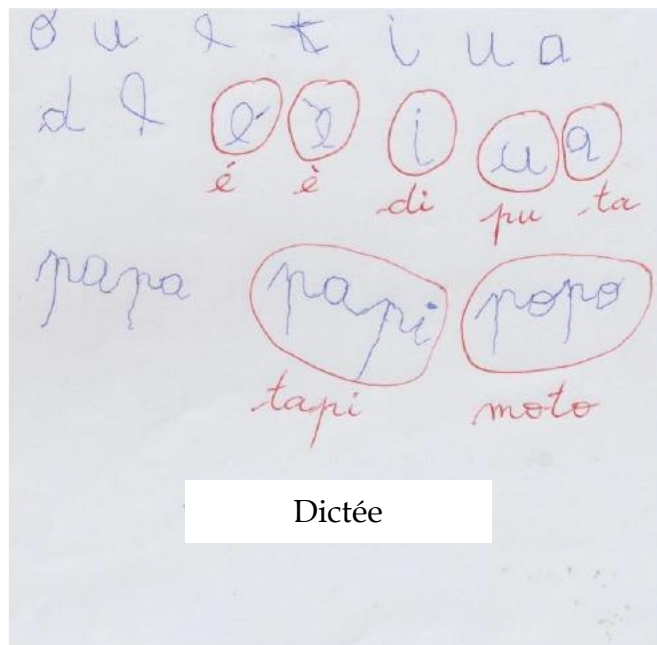 o u l t i u a
d l é è i u a
é è di pu ta
papa papi popo
tapi moto
Dictée